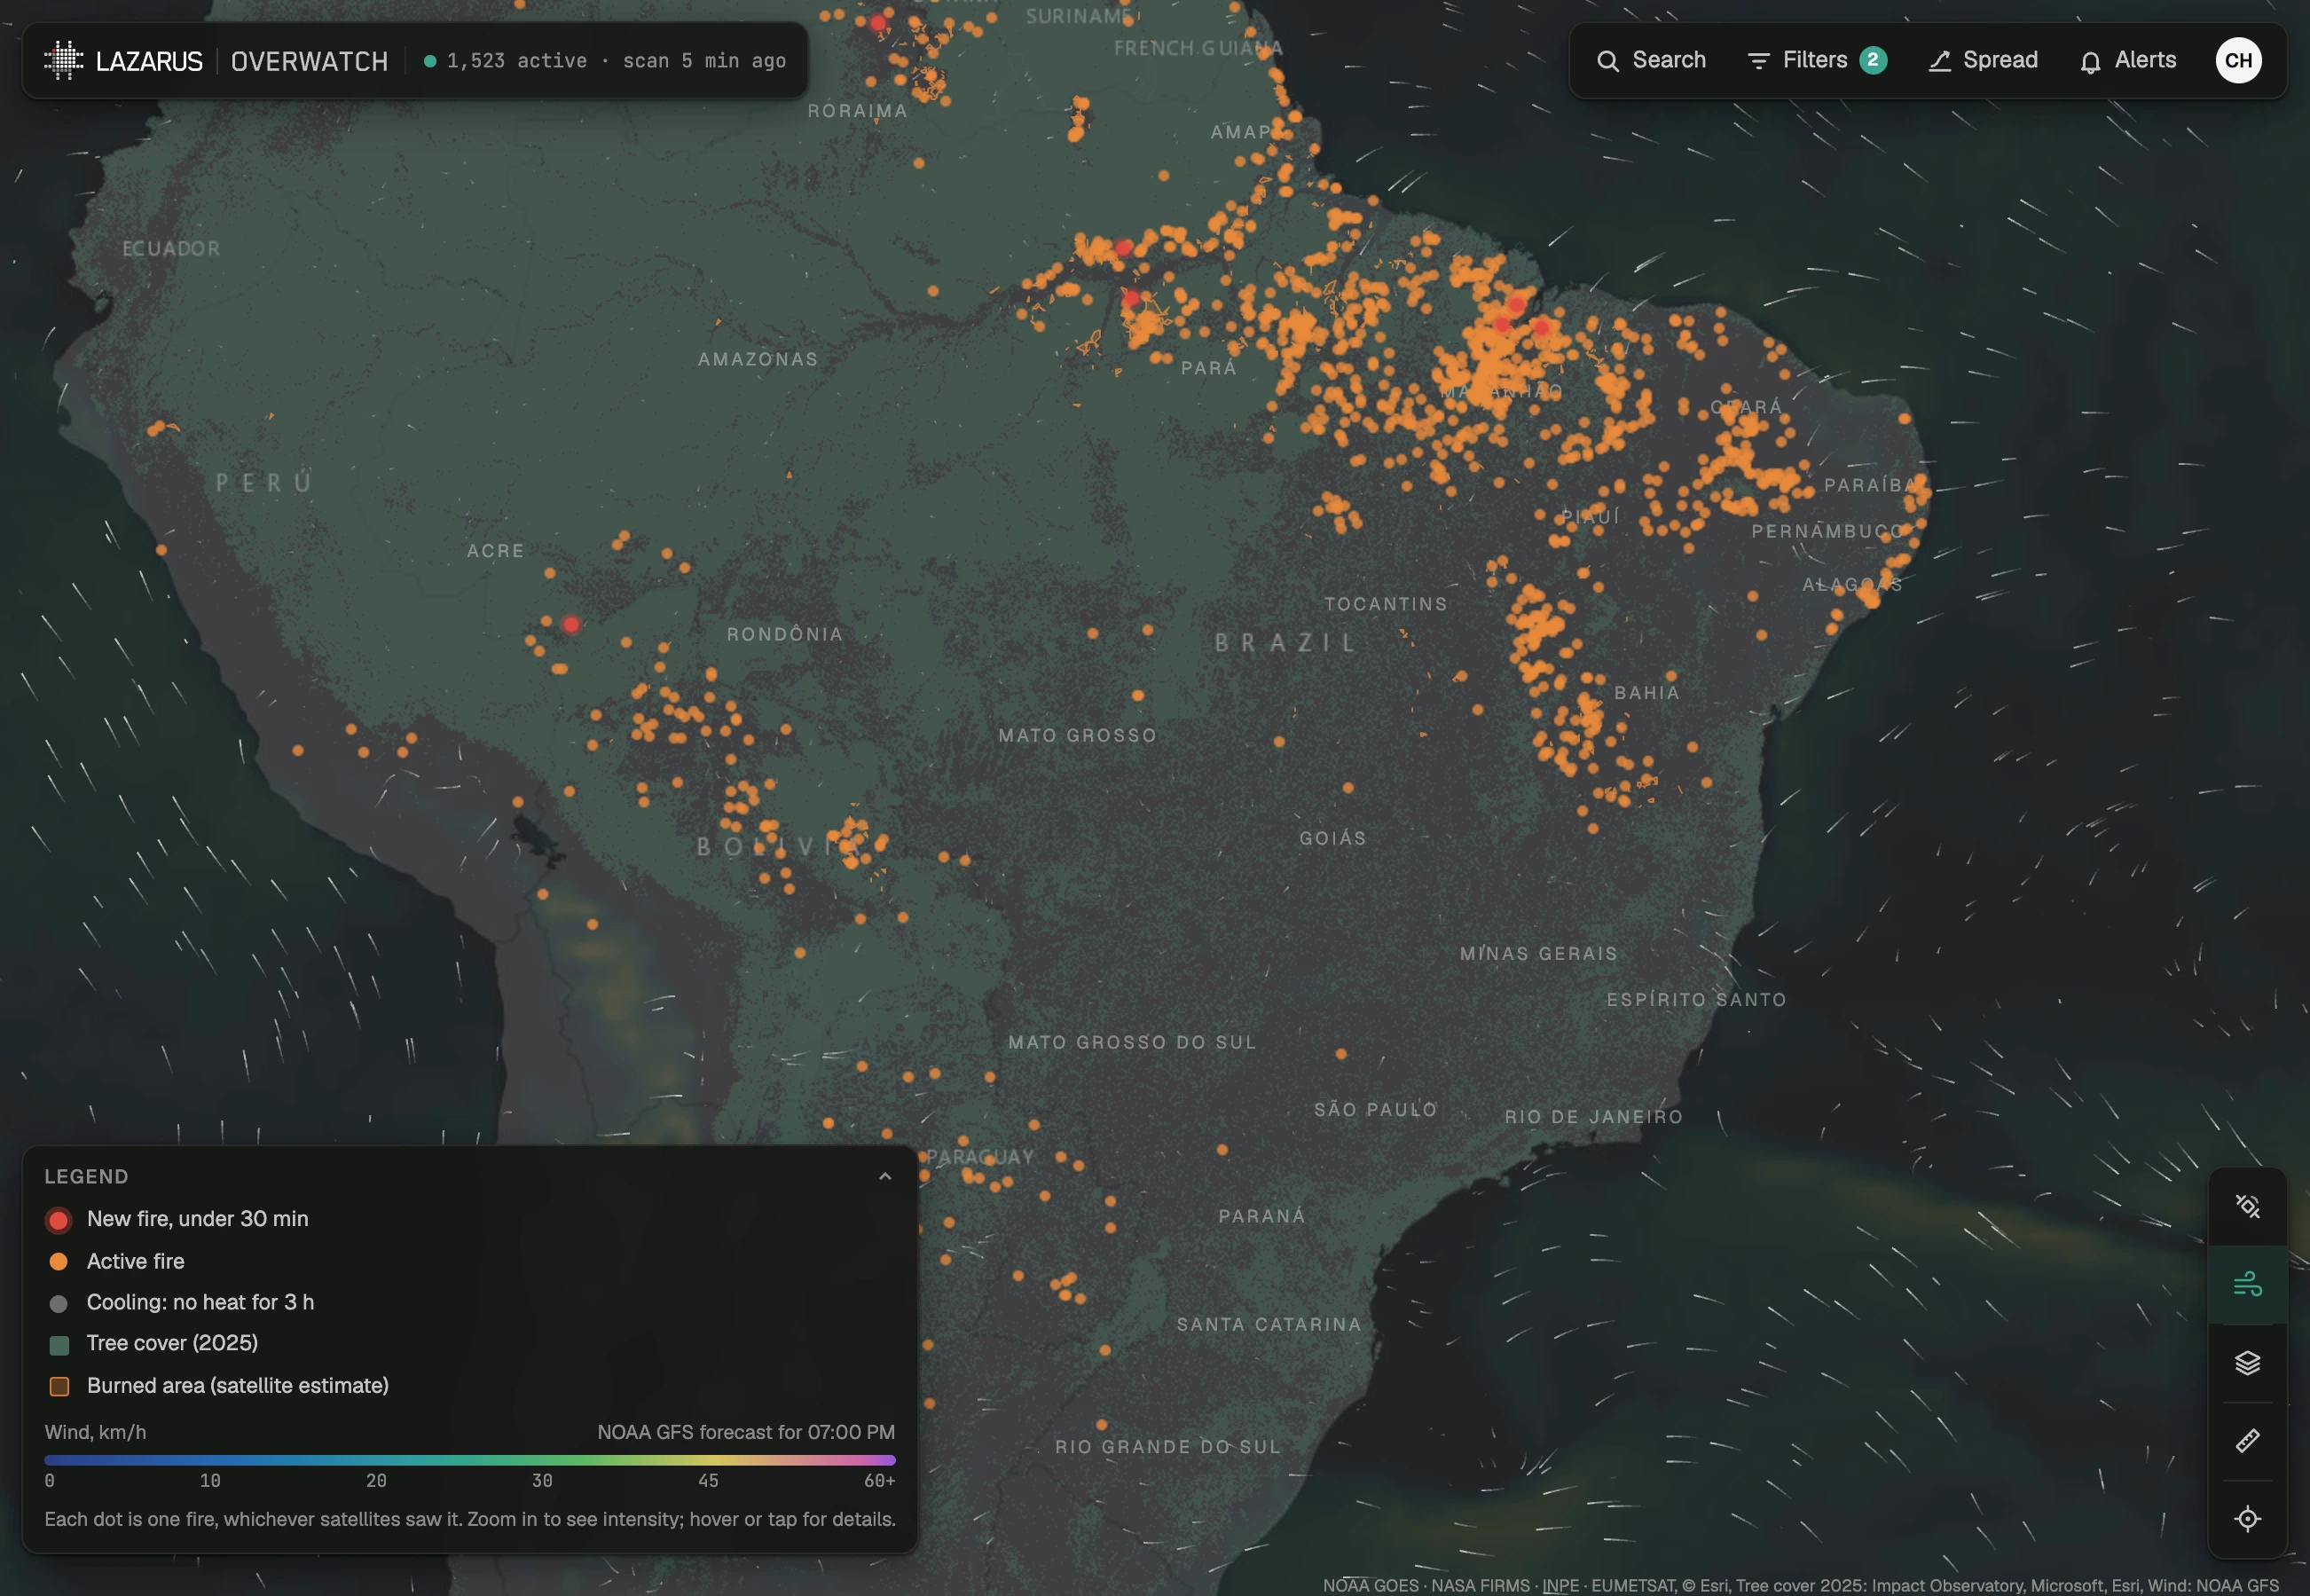 LAZARUS OVERWATCH 1,523 active · scan 5 min ago
Search Filters 2 Spread Alerts CH
SURINAME
FRENCH GUIANA
RORAIMA
AMAP
ECUADOR
AMAZONAS
PARÁ
MARANHÃO
CEARÁ
PERÚ
PARAÍBA
PIAUÍ
PERNAMBUCO
ACRE
ALAGOAS
TOCANTINS
RONDÔNIA
BRAZIL
BAHIA
MATO GROSSO
GOIÁS
BOLIVIA
MINAS GERAIS
ESPÍRITO SANTO
MATO GROSSO DO SUL
SÃO PAULO
RIO DE JANEIRO
PARAGUAY
PARANÁ
SANTA CATARINA
RIO GRANDE DO SUL
LEGEND
New fire, under 30 min
Active fire
Cooling: no heat for 3 h
Tree cover (2025)
Burned area (satellite estimate)
Wind, km/h NOAA GFS forecast for 07:00 PM
0 10 20 30 45 60+
Each dot is one fire, whichever satellites saw it. Zoom in to see intensity; hover or tap for details.
NOAA GOES · NASA FIRMS · INPE · EUMETSAT, © Esri, Tree cover 2025: Impact Observatory, Microsoft, Esri, Wind: NOAA GFS